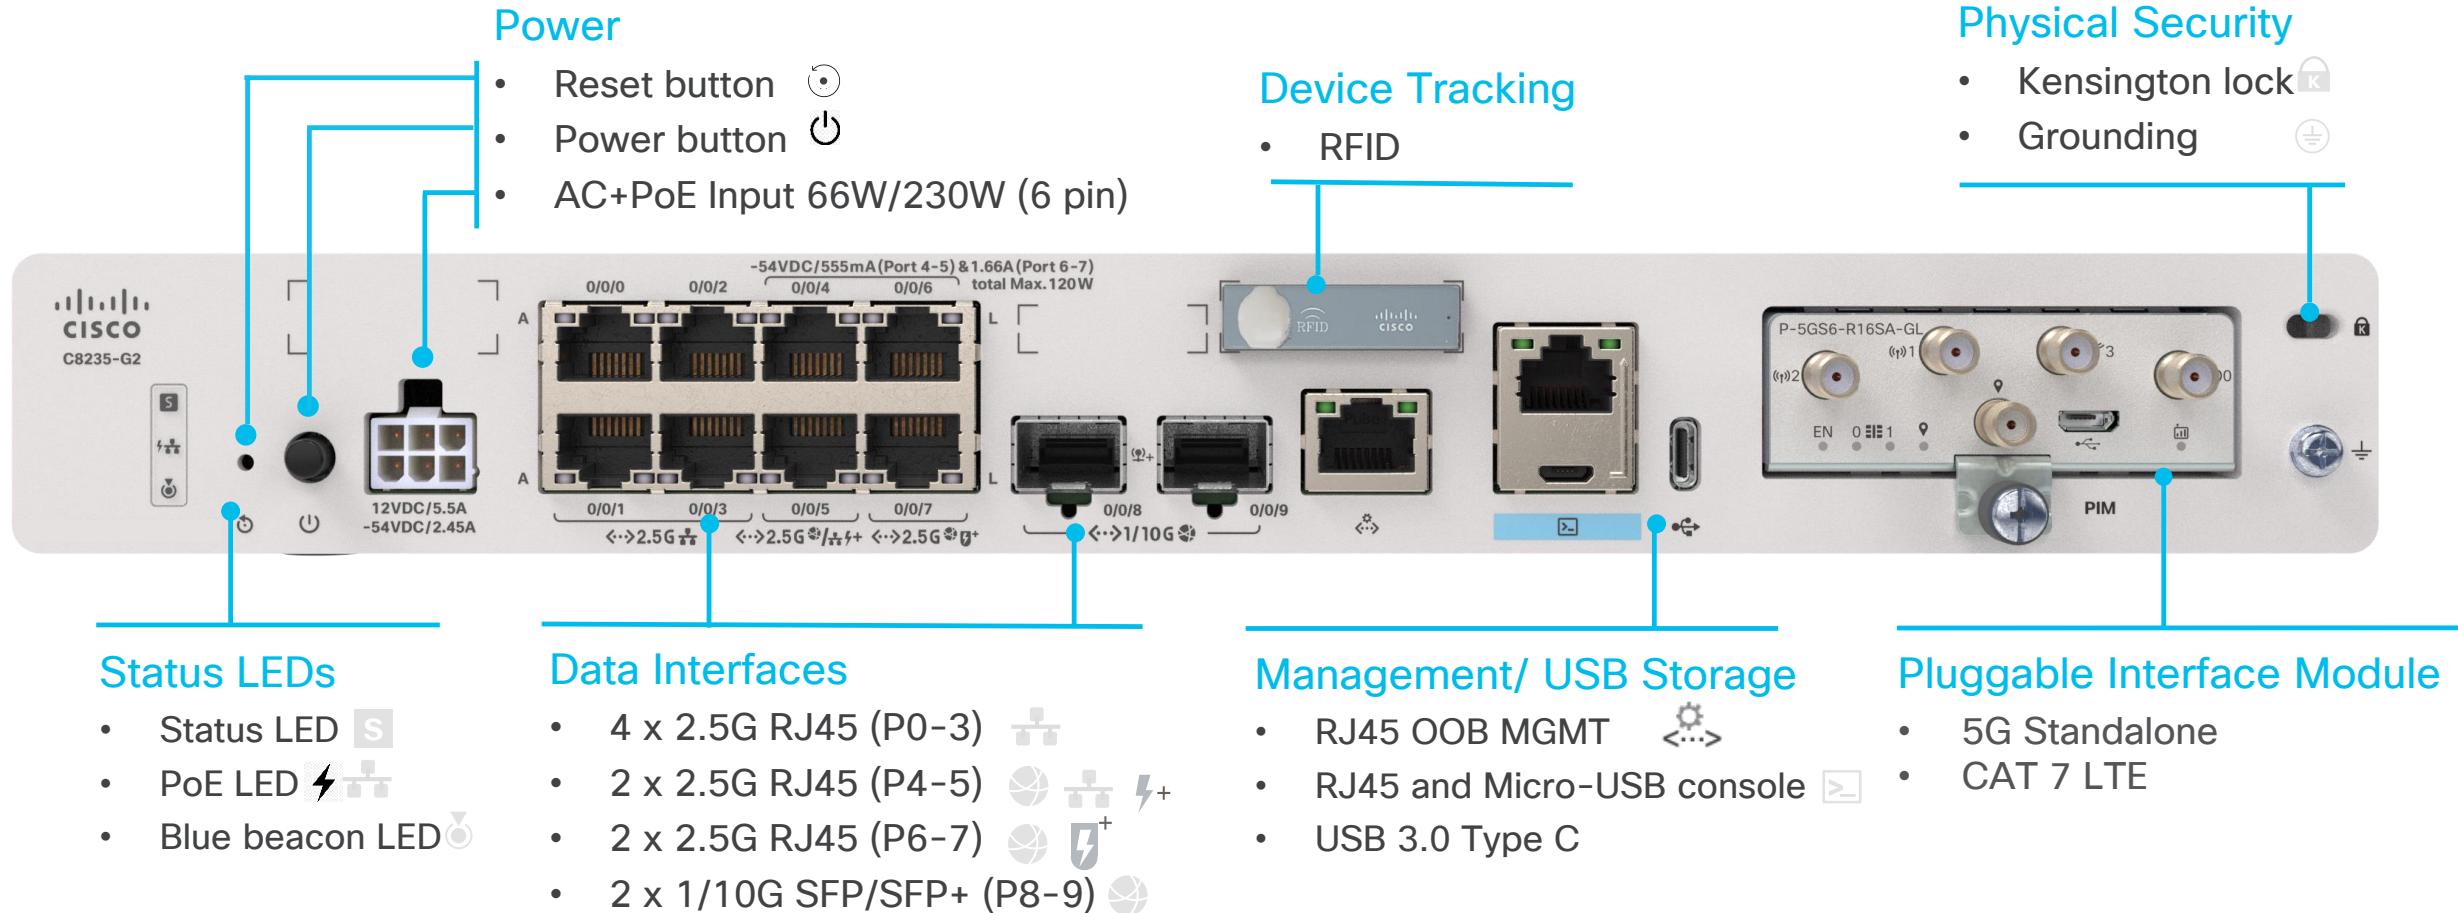 Power
• Reset button
• Power button
• AC+PoE Input 66W/230W (6 pin)
Device Tracking
• RFID
Physical Security
• Kensington lock K
• Grounding
CISCO
C8235-G2
S
12VDC/5.5A
-54VDC/2.45A
-54VDC/555mA(Port 4-5) & 1.66A(Port 6-7)
total Max.120W
0/0/0 0/0/2 0/0/4 0/0/6
A L
A L
0/0/1 0/0/3 0/0/5 0/0/7
<··>2.5G <··>2.5G / + <··>2.5G +
+
0/0/8 0/0/9
<··>1/10G
RFID CISCO
<···>
>_
P-5GS6-R16SA-GL
1 3
2 0
EN 0 1
PIM
K
Status LEDs
• Status LED S
• PoE LED
• Blue beacon LED
Data Interfaces
• 4 x 2.5G RJ45 (P0-3)
• 2 x 2.5G RJ45 (P4-5) +
• 2 x 2.5G RJ45 (P6-7) +
• 2 x 1/10G SFP/SFP+ (P8-9)
Management/ USB Storage
• RJ45 OOB MGMT <...>
• RJ45 and Micro-USB console >_
• USB 3.0 Type C
Pluggable Interface Module
• 5G Standalone
• CAT 7 LTE